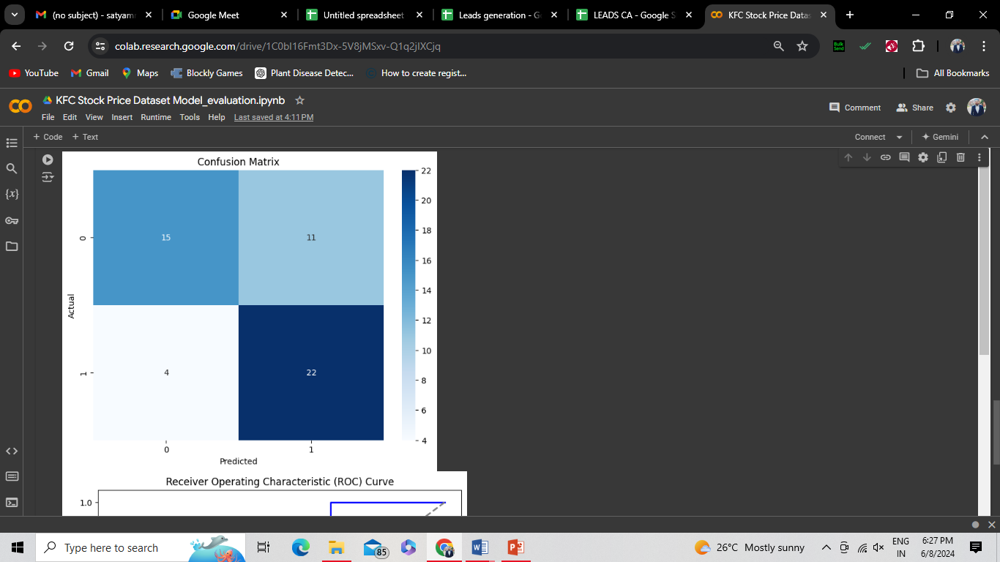 (no subject) - satyam
Google Meet
Untitled spreadsheet
Leads generation - G
LEADS CA - Google S
KFC Stock Price Datas
colab.research.google.com/drive/1C0bl16Fmt3Dx-5V8jMSxv-Q1q2jlXCjq
Bulk Send
YouTube
Gmail
Maps
Blockly Games
Plant Disease Detec...
How to create regist...
All Bookmarks
KFC Stock Price Dataset Model_evaluation.ipynb
Comment
Share
File Edit View Insert Runtime Tools Help Last saved at 4:11 PM
+ Code + Text
Connect
Gemini
{x}
Confusion Matrix
15 11
4 22
0
1
Actual
0 1
Predicted
22
20
18
16
14
12
10
8
6
4
Receiver Operating Characteristic (ROC) Curve
1.0
Type here to search
85
26°C Mostly sunny
ENG
IN
6:27 PM
6/8/2024